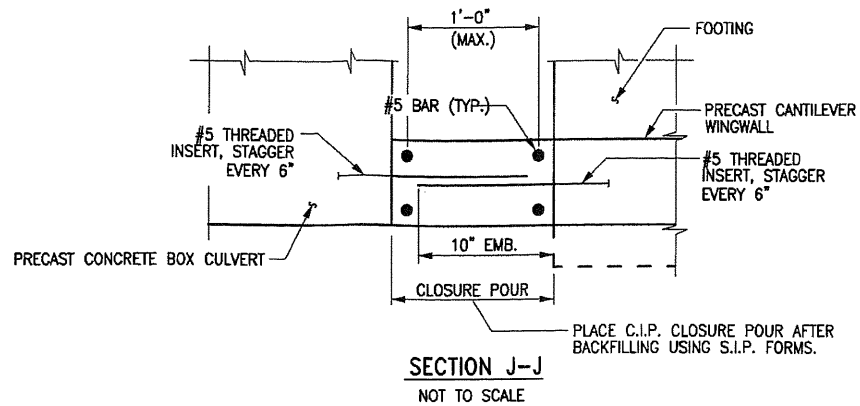 1'-0"
(MAX.)
FOOTING
#5 BAR (TYP.)
PRECAST CANTILEVER
WINGWALL
#5 THREADED
INSERT, STAGGER
EVERY 6"
#5 THREADED
INSERT, STAGGER
EVERY 6"
PRECAST CONCRETE BOX CULVERT
10" EMB.
CLOSURE POUR
PLACE C.I.P. CLOSURE POUR AFTER
BACKFILLING USING S.I.P. FORMS.
SECTION J-J
NOT TO SCALE